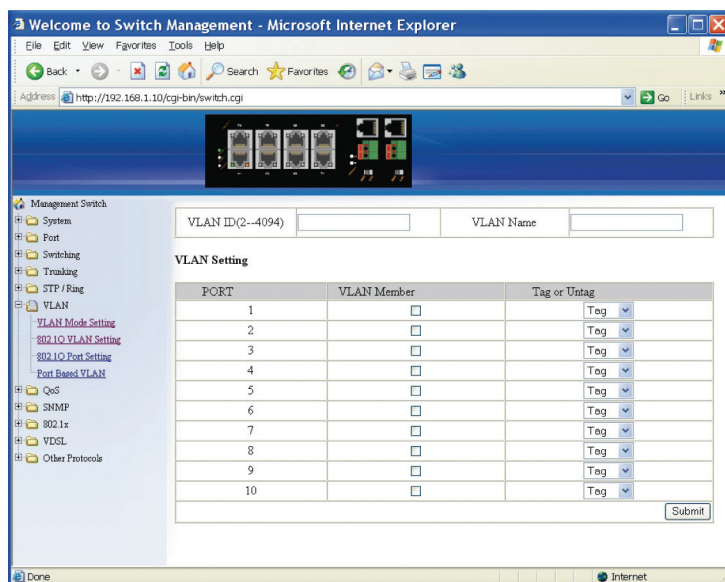 Welcome to Switch Management - Microsoft Internet Explorer
File Edit View Favorites Tools Help
Back Search Favorites
Address http://192.168.1.10/cgi-bin/switch.cgi Go Links »
Management Switch
System
Port
Switching
Trunking
STP / Ring
VLAN
VLAN Mode Setting
802.1Q VLAN Setting
802.1Q Port Setting
Port Based VLAN
QoS
SNMP
802.1x
VDSL
Other Protocols
VLAN ID(2--4094) VLAN Name
VLAN Setting
PORT VLAN Member Tag or Untag
1 Tag
2 Tag
3 Tag
4 Tag
5 Tag
6 Tag
7 Tag
8 Tag
9 Tag
10 Tag
Submit
Done Internet